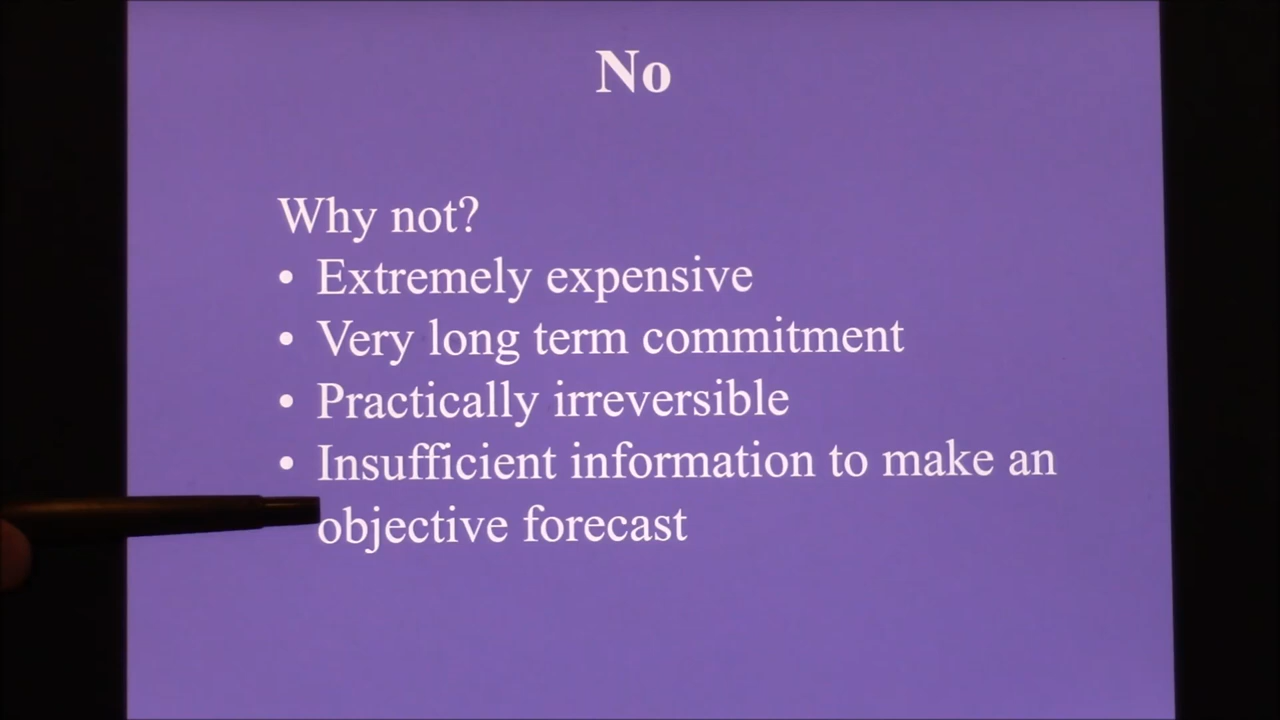 No
Why not?
• Extremely expensive
• Very long term commitment
• Practically irreversible
• Insufficient information to make an
objective forecast